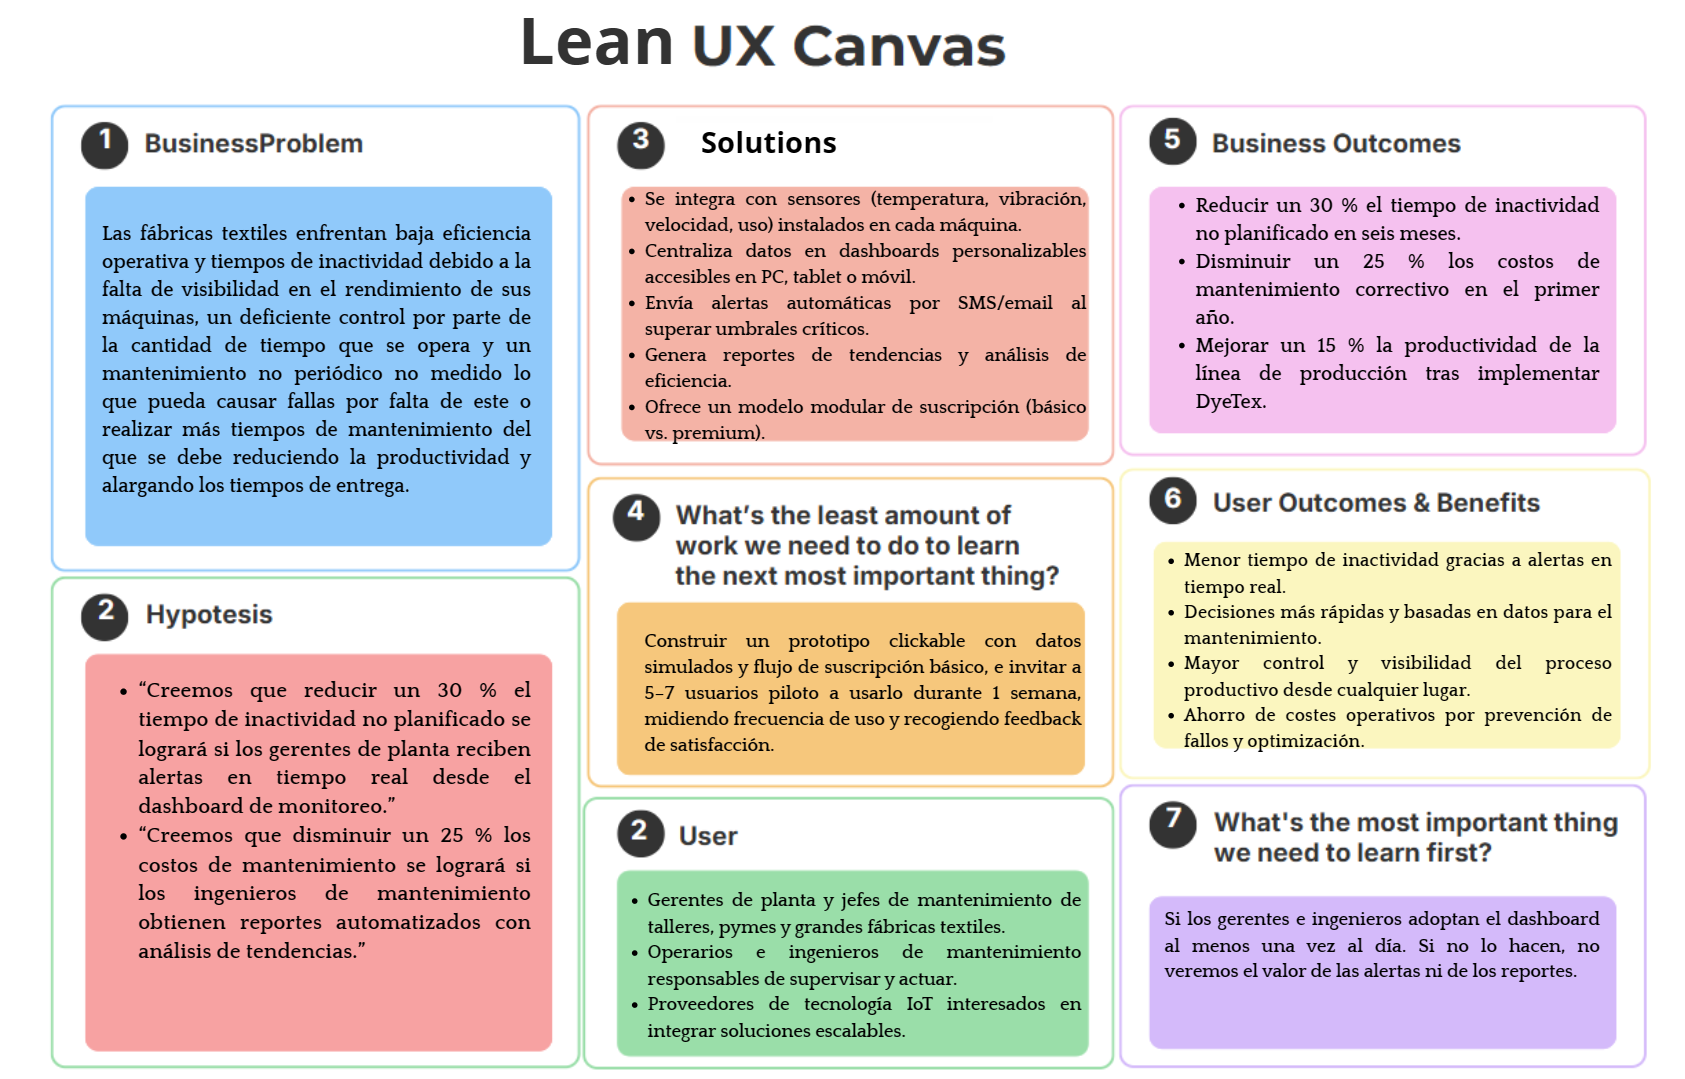 Lean UX Canvas
1 BusinessProblem
Las fábricas textiles enfrentan baja eficiencia
operativa y tiempos de inactividad debido a la
falta de visibilidad en el rendimiento de sus
máquinas, un deficiente control por parte de
la cantidad de tiempo que se opera y un
mantenimiento no periódico no medido lo
que pueda causar fallas por falta de este o
realizar más tiempos de mantenimiento del
que se debe reduciendo la productividad y
alargando los tiempos de entrega.
2 Hypotesis
• “Creemos que reducir un 30 % el
tiempo de inactividad no planificado se
logrará si los gerentes de planta reciben
alertas en tiempo real desde el
dashboard de monitoreo.”
• “Creemos que disminuir un 25 % los
costos de mantenimiento se logrará si
los ingenieros de mantenimiento
obtienen reportes automatizados con
análisis de tendencias.”
3 Solutions
• Se integra con sensores (temperatura, vibración,
velocidad, uso) instalados en cada máquina.
• Centraliza datos en dashboards personalizables
accesibles en PC, tablet o móvil.
• Envía alertas automáticas por SMS/email al
superar umbrales críticos.
• Genera reportes de tendencias y análisis de
eficiencia.
• Ofrece un modelo modular de suscripción (básico
vs. premium).
4 What’s the least amount of
work we need to do to learn
the next most important thing?
Construir un prototipo clickable con datos
simulados y flujo de suscripción básico, e invitar a
5–7 usuarios piloto a usarlo durante 1 semana,
midiendo frecuencia de uso y recogiendo feedback
de satisfacción.
2 User
• Gerentes de planta y jefes de mantenimiento de
talleres, pymes y grandes fábricas textiles.
• Operarios e ingenieros de mantenimiento
responsables de supervisar y actuar.
• Proveedores de tecnología IoT interesados en
integrar soluciones escalables.
5 Business Outcomes
• Reducir un 30 % el tiempo de inactividad
no planificado en seis meses.
• Disminuir un 25 % los costos de
mantenimiento correctivo en el primer
año.
• Mejorar un 15 % la productividad de la
línea de producción tras implementar
DyeTex.
6 User Outcomes & Benefits
• Menor tiempo de inactividad gracias a alertas en
tiempo real.
• Decisiones más rápidas y basadas en datos para el
mantenimiento.
• Mayor control y visibilidad del proceso
productivo desde cualquier lugar.
• Ahorro de costes operativos por prevención de
fallos y optimización.
7 What's the most important thing
we need to learn first?
Si los gerentes e ingenieros adoptan el dashboard
al menos una vez al día. Si no lo hacen, no
veremos el valor de las alertas ni de los reportes.